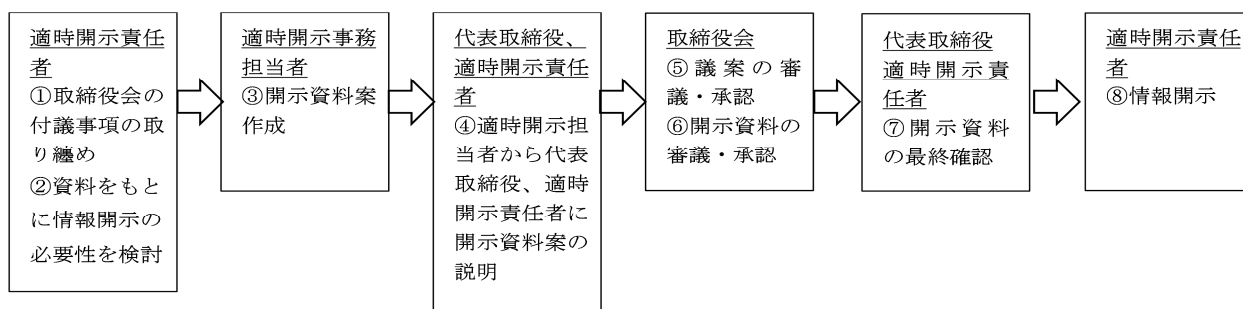 適時開示責任
者
①取締役会の
付議事項の取
り纏め
②資料をもと
に情報開示の
必要性を検討
適時開示事務
担当者
③開示資料案
作成
代表取締役、
適時開示責任
者
④適時開示担
当者から代表
取締役、適時
開示責任者に
開示資料案の
説明
取締役会
⑤議案の審
議・承認
⑥開示資料の
審議・承認
代表取締役
適時開示責
任者
⑦開示資料
の最終確認
適時開示責任
者
⑧情報開示